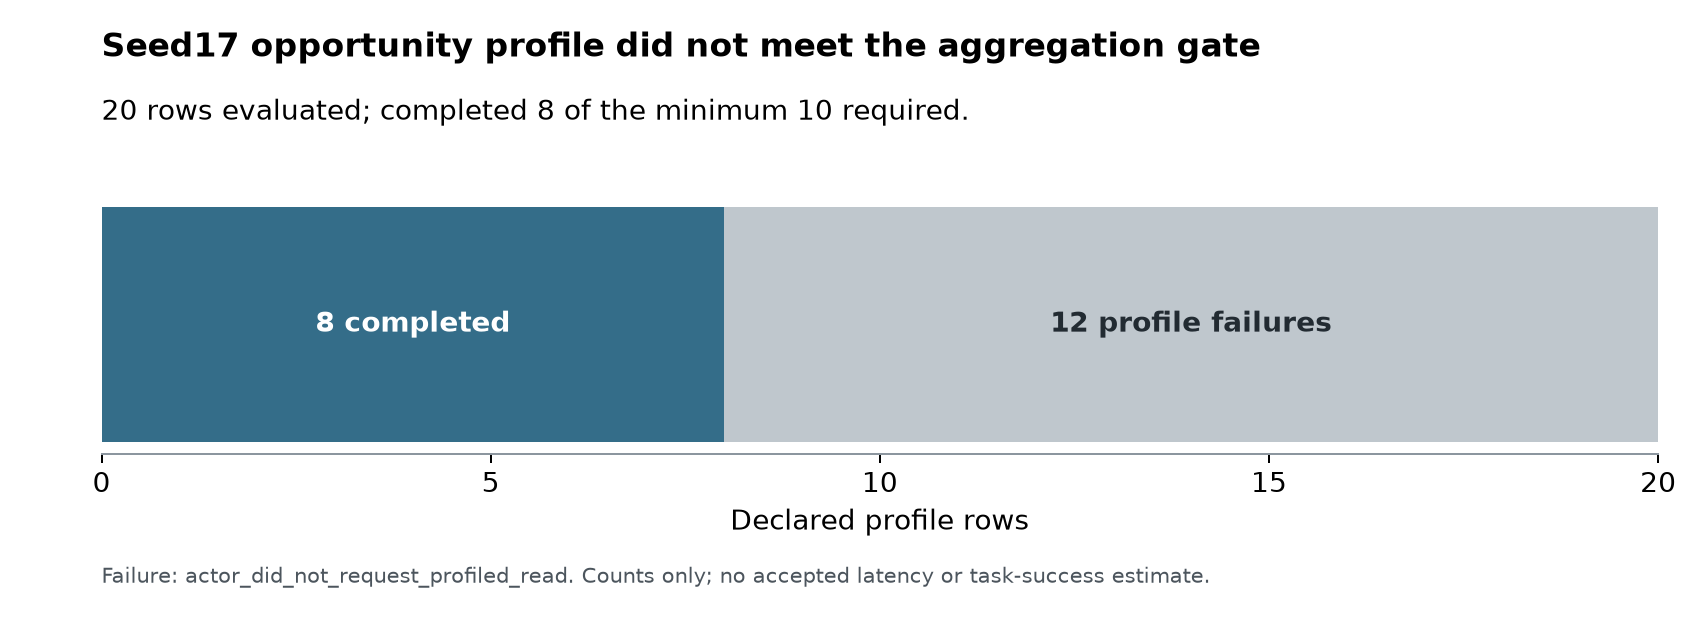 Seed17 opportunity profile did not meet the aggregation gate
20 rows evaluated; completed 8 of the minimum 10 required.
8 completed
12 profile failures
0 5 10 15 20
Declared profile rows
Failure: actor_did_not_request_profiled_read. Counts only; no accepted latency or task-success estimate.